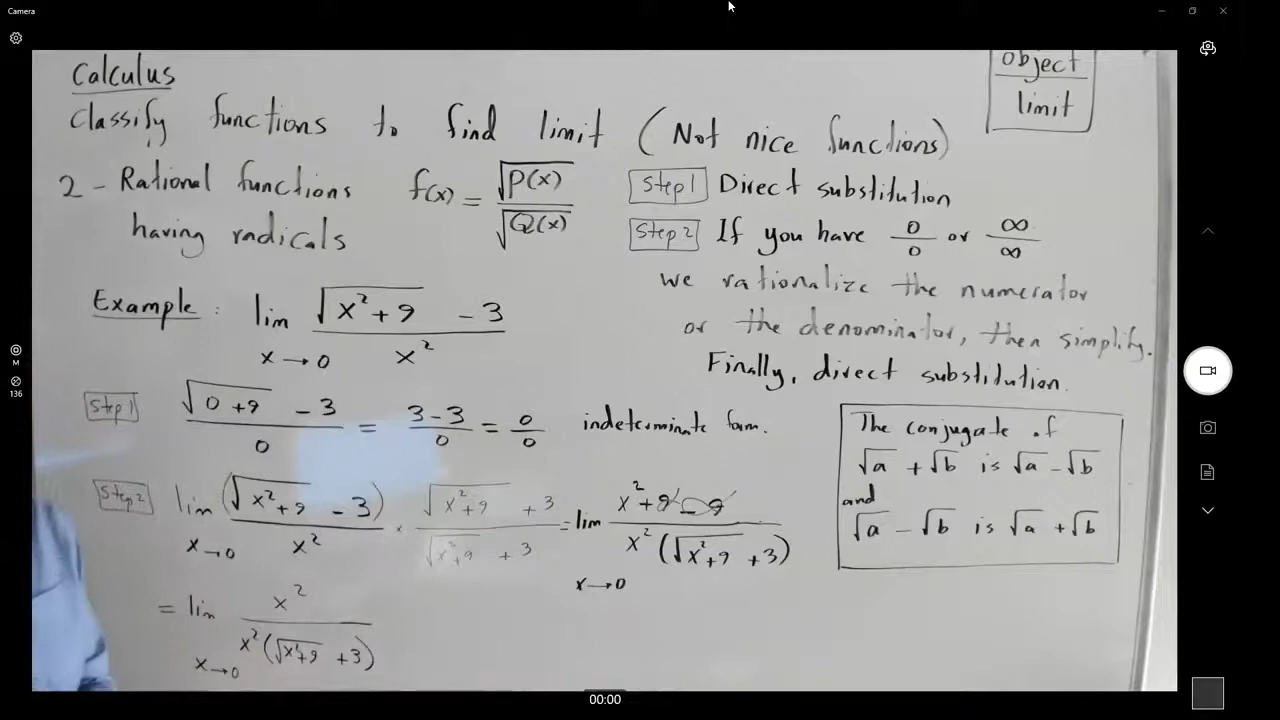 Camera
Calculus
Classify functions to find limit (Not nice functions)
object
limit
2 - Rational functions having radicals f(x) = √P(x) / √Q(x)
Step 1 Direct substitution
Step 2 If you have 0/0 or ∞/∞
we rationalize the numerator
or the denominator, then simplify.
Finally, direct substitution.
Example : lim x→0 (√(x²+9) - 3) / x²
Step 1 (√(0+9) - 3) / 0 = (3-3)/0 = 0/0 indeterminate form.
Step 2 lim x→0 (√(x²+9) - 3) / x² × (√(x²+9) + 3) / (√(x²+9) + 3) = lim x→0 (x²+9-9) / (x²(√(x²+9) + 3))
= lim x→0 x² / (x²(√(x²+9) + 3))
The conjugate of
√a + √b is √a - √b
and
√a - √b is √a + √b
M
136
00:00